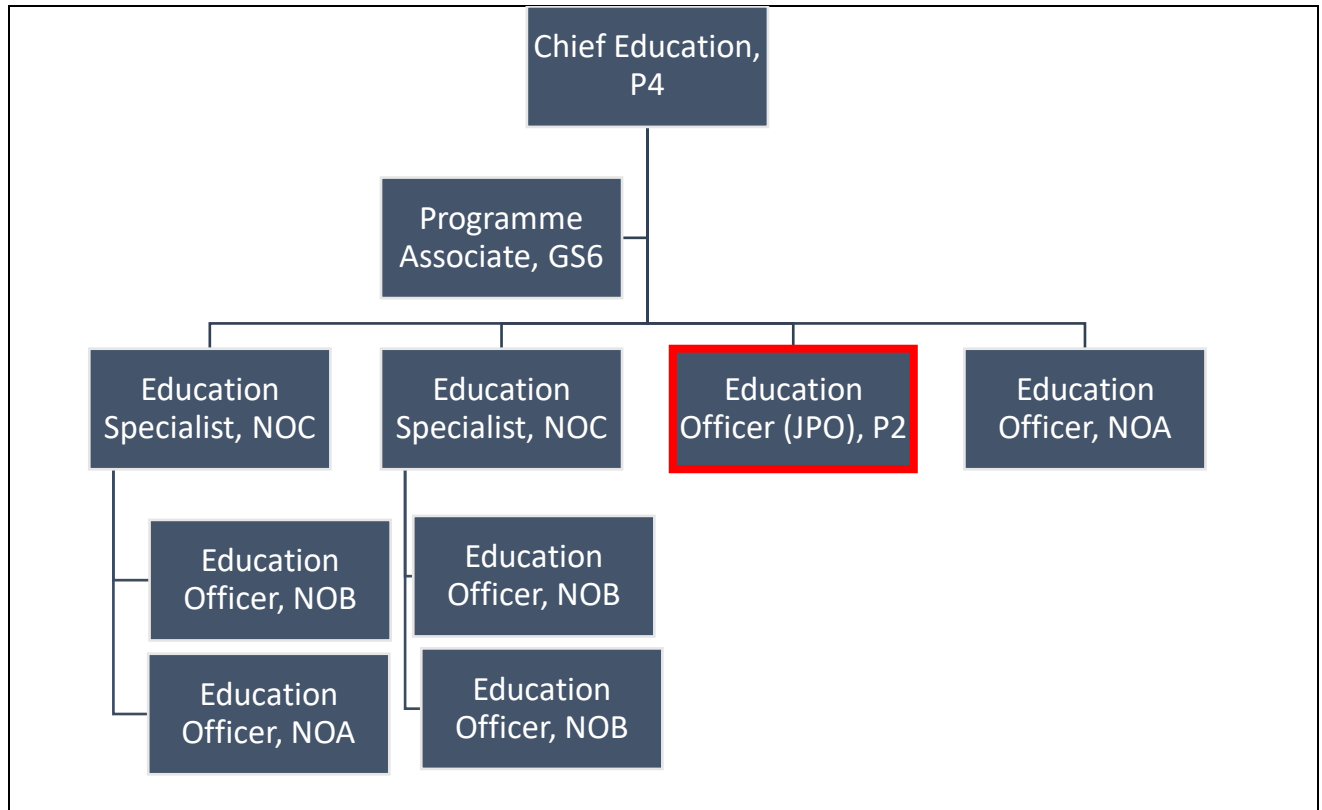 Chief Education,
P4
Programme
Associate, GS6
Education
Specialist, NOC
Education
Specialist, NOC
Education
Officer (JPO), P2
Education
Officer, NOA
Education
Officer, NOB
Education
Officer, NOB
Education
Officer, NOA
Education
Officer, NOB